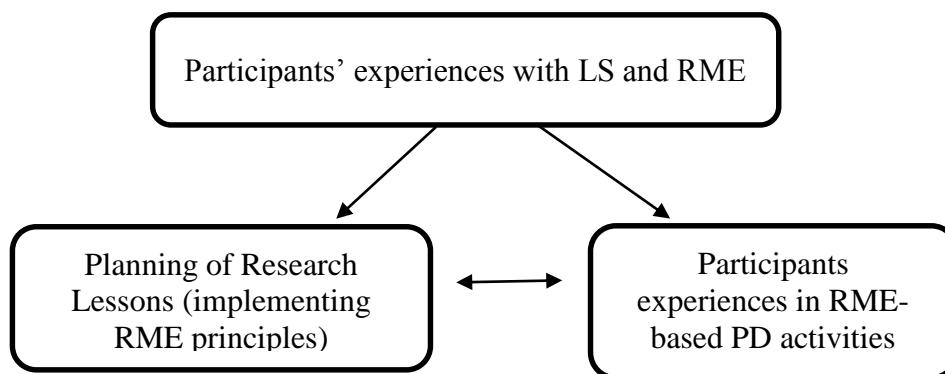 Participants’ experiences with LS and RME
Planning of Research
Lessons (implementing
RME principles)
Participants
experiences in RME-
based PD activities